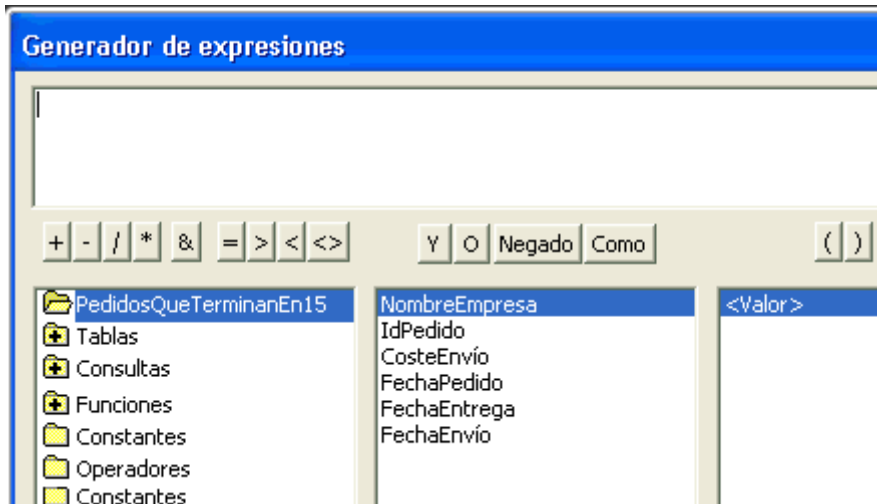 Generador de expresiones
+ - / * & = > < <> Y O Negado Como ( )
PedidosQueTerminanEn15 NombreEmpresa <Valor>
Tablas IdPedido
Consultas CosteEnvío
Funciones FechaPedido
Constantes FechaEntrega
Operadores FechaEnvío
Constantes